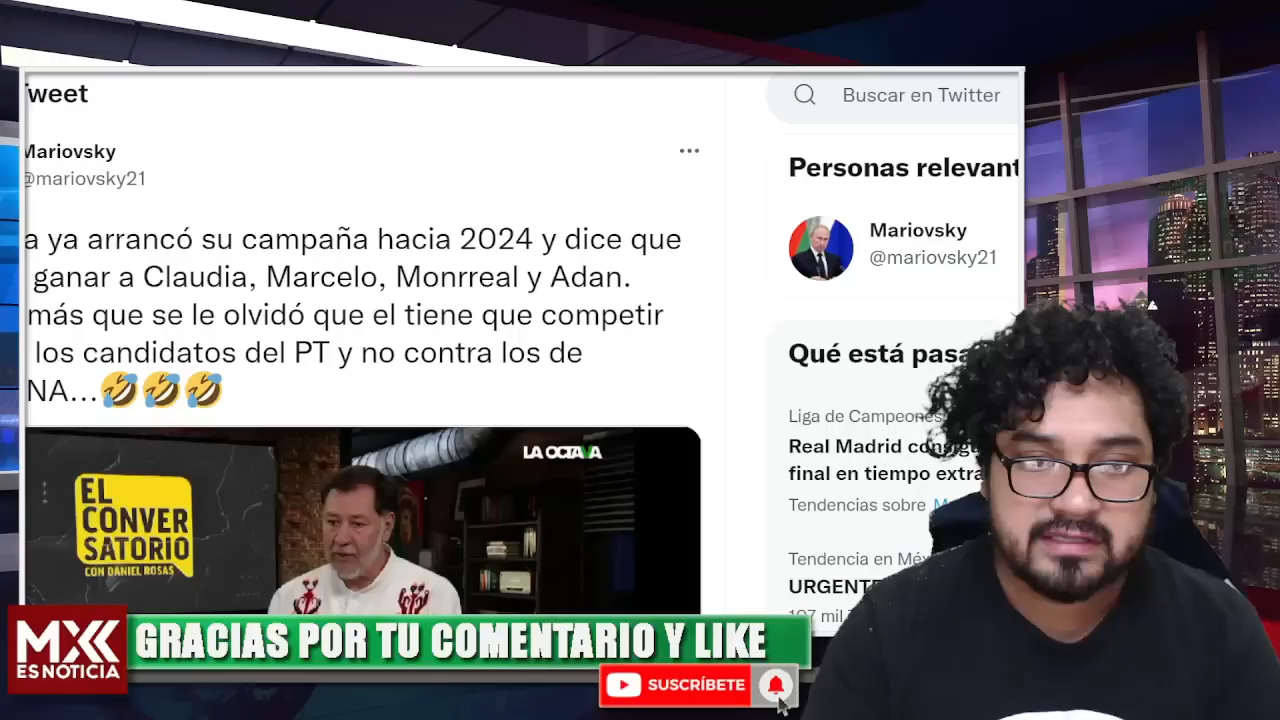 Tweet
Mariovsky
@mariovsky21
a ya arrancó su campaña hacia 2024 y dice que
ganar a Claudia, Marcelo, Monrreal y Adan.
más que se le olvidó que el tiene que competir
los candidatos del PT y no contra los de
NA...🤣🤣🤣
LA OCTAVA
EL
CONVER
SATORIO
CON DANIEL ROSAS
Buscar en Twitter
Personas relevant
Mariovsky
@mariovsky21
Qué está pasa
Liga de Campeones
Real Madrid consigu
final en tiempo extra
Tendencias sobre M
Tendencia en Méx
URGENTE
107 mil
MX
ES NOTICIA
GRACIAS POR TU COMENTARIO Y LIKE
SUSCRÍBETE